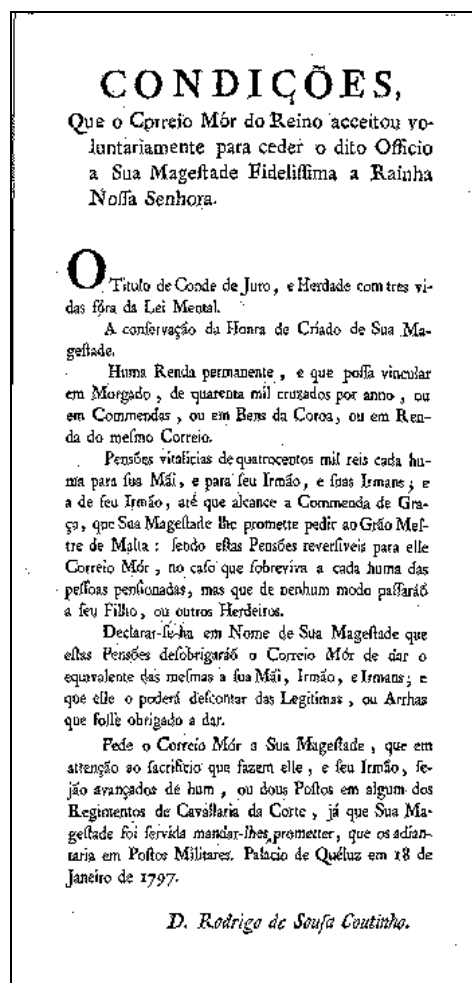 CONDIÇÕES,
Que o Correio Mór do Reino acceitou vo-
luntariamente para ceder o dito Officio
a Sua Mageſtade Fideliſſima a Rainha
Noſſa Senhora.
O Titulo de Conde de Juro, e Herdade com tres vi-
das fóra da Lei Mental.
A conſervação da Honra de Criado de Sua Ma-
geſtade.
Huma Renda permanente, e que poſſa vincular
em Morgado, de quarenta mil cruzados por anno, ou
em Commendas, ou em Bens da Coroa, ou em Ren-
da do meſmo Correio.
Pensões vitalicias de quatrocentos mil reis cada hu-
ma para ſua Mãi, e para ſeu Irmão, e ſuas Irmans; e
a de ſeu Irmão, até que alcance a Commenda de Gra-
ça, que Sua Mageſtade lhe promette pedir ao Grão Meſ-
tre de Malta: ſendo eſtas Pensões reverſiveis para elle
Correio Mór, no caſo que ſobreviva a cada huma das
peſſoas penſionadas, mas que de nenhum modo paſſaráõ
a ſeu Filho, ou outros Herdeiros.
Declarar-ſe-ha em Nome de Sua Mageſtade que
eſtas Pensões deſobrigaráõ o Correio Mór de dar o
equivalente das meſmas a ſua Mãi, Irmão, e Irmans; e
que elle o poderá deſcontar das Legitimas, ou Arrhas
que foſſe obrigado a dar.
Pede o Correio Mór a Sua Mageſtade, que em
attenção ao ſacrificio que fazem elle, e ſeu Irmão, ſe-
jão avançados de hum, ou dous Poſtos em algum dos
Regimentos de Cavallaria da Corte, já que Sua Ma-
geſtade foi ſervida mandar-lhes prometter, que os adian-
taria em Poſtos Militares. Palacio de Quéluz em 18 de
Janeiro de 1797.
D. Rodrigo de Souſa Coutinho.